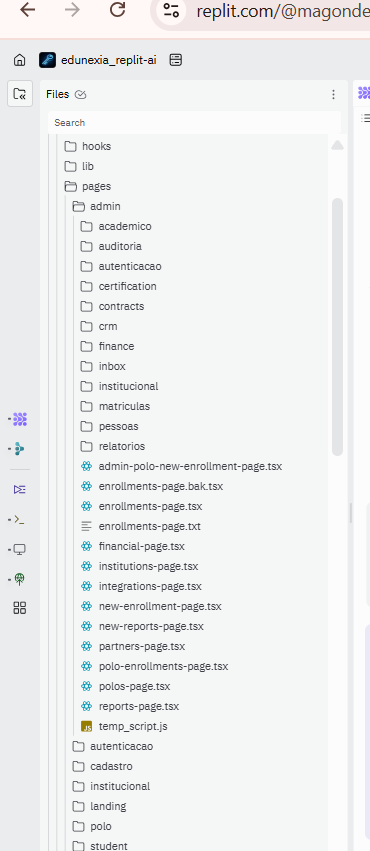 replit.com/@magonde
edunexia_replit-ai
Files
Search
hooks
lib
pages
admin
academico
auditoria
autenticacao
certification
contracts
crm
finance
inbox
institucional
matriculas
pessoas
relatorios
admin-polo-new-enrollment-page.tsx
enrollments-page.bak.tsx
enrollments-page.tsx
enrollments-page.txt
financial-page.tsx
institutions-page.tsx
integrations-page.tsx
new-enrollment-page.tsx
new-reports-page.tsx
partners-page.tsx
polo-enrollments-page.tsx
polos-page.tsx
reports-page.tsx
JS temp_script.js
autenticacao
cadastro
institucional
landing
polo
student